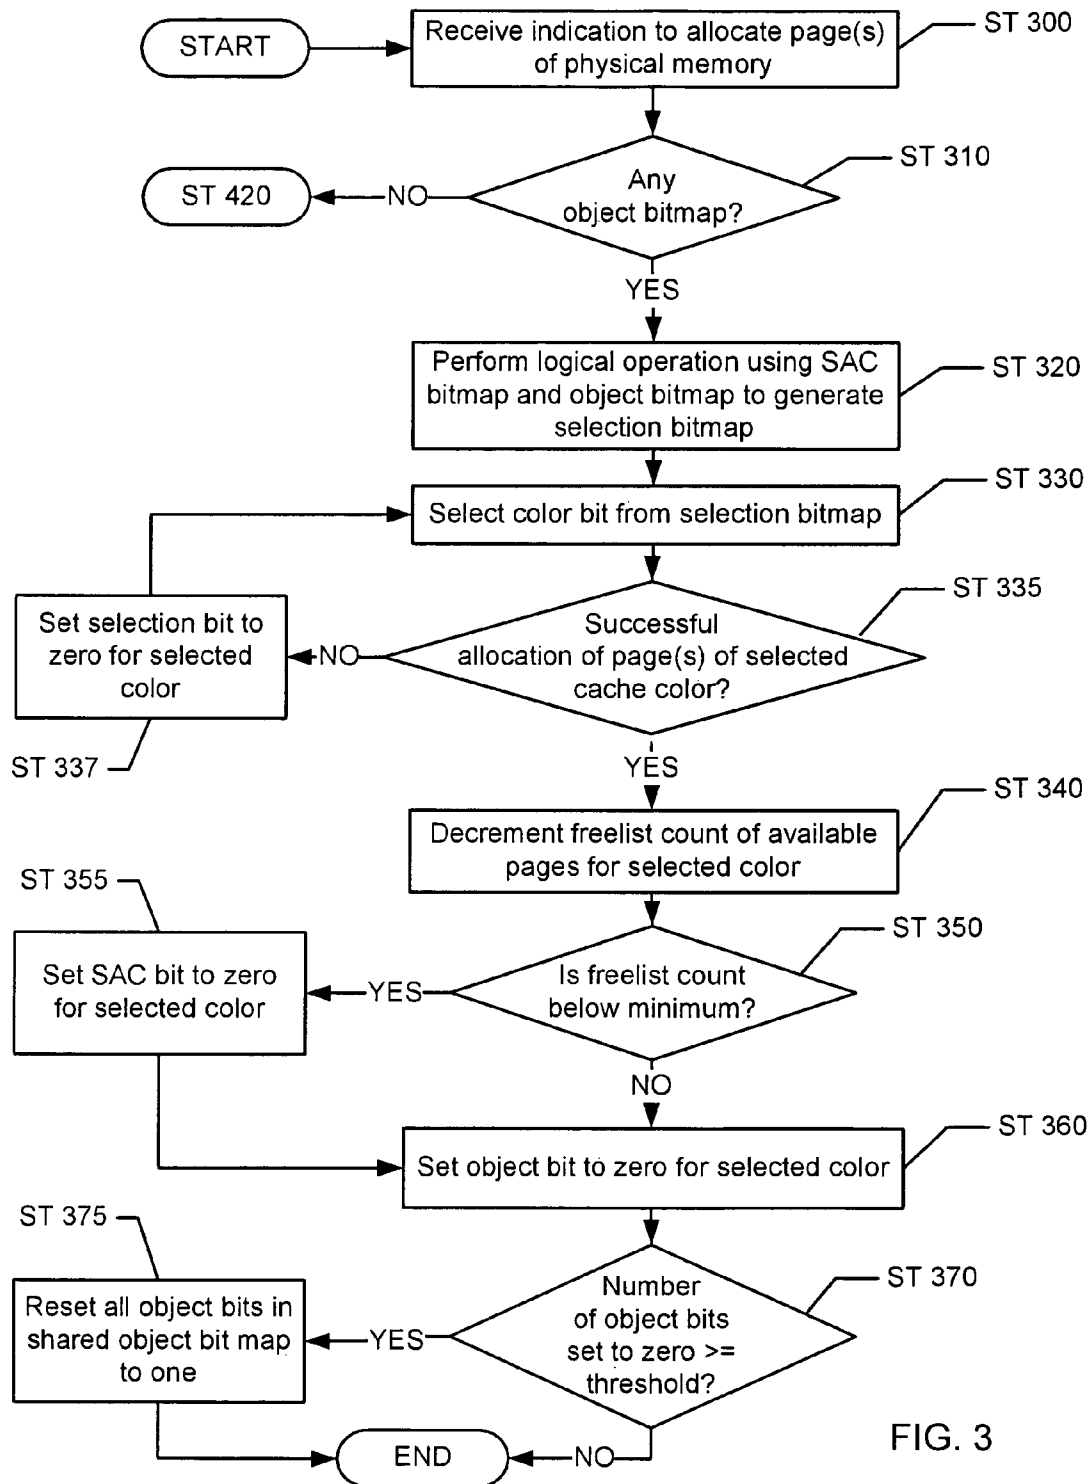 START
Receive indication to allocate page(s)
of physical memory
ST 300
ST 310
Any
object bitmap?
NO
ST 420
YES
Perform logical operation using SAC
bitmap and object bitmap to generate
selection bitmap
ST 320
ST 330
Select color bit from selection bitmap
ST 335
Successful
allocation of page(s) of selected
cache color?
NO
Set selection bit to
zero for selected
color
ST 337
YES
ST 340
Decrement freelist count of available
pages for selected color
ST 355
ST 350
Is freelist count
below minimum?
YES
Set SAC bit to zero
for selected color
NO
ST 360
Set object bit to zero for selected color
ST 375
ST 370
Number
of object bits
set to zero >=
threshold?
YES
Reset all object bits in
shared object bit map
to one
NO
END
FIG. 3